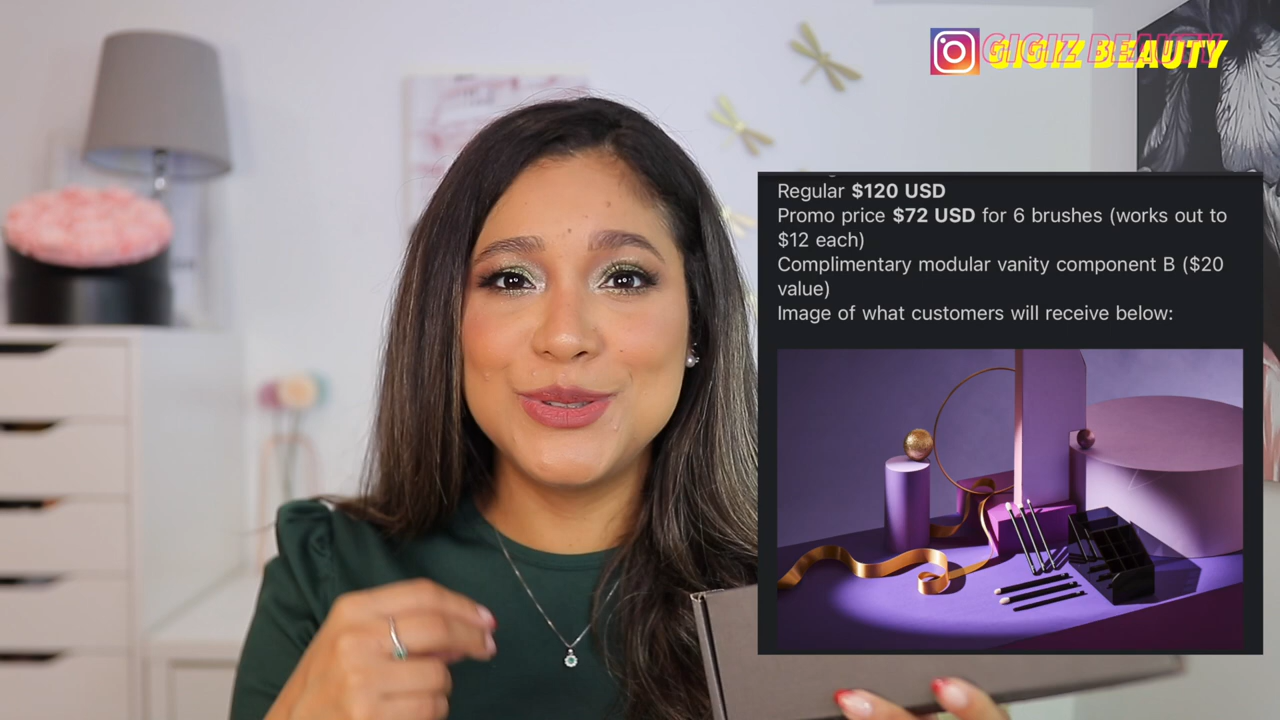 GIGIZ BEAUTY
Regular $120 USD
Promo price $72 USD for 6 brushes (works out to
$12 each)
Complimentary modular vanity component B ($20
value)
Image of what customers will receive below: